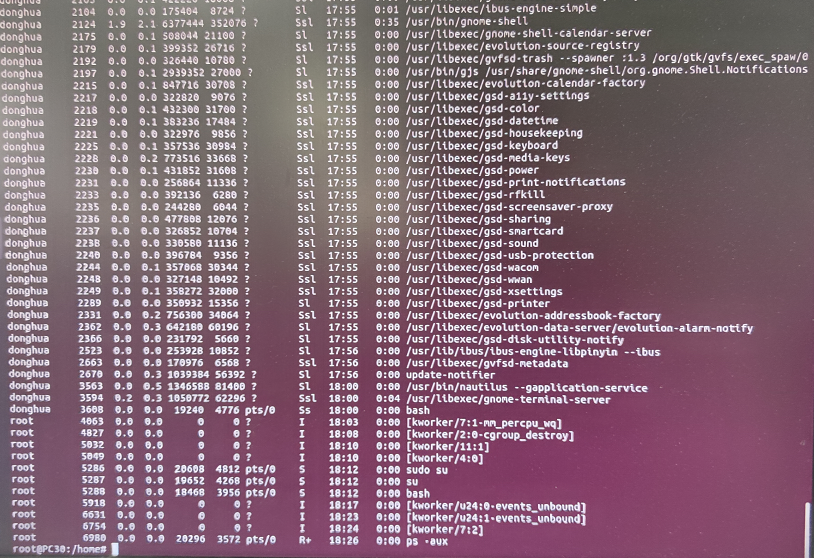 donghua 2104 0.0 0.0 175404 8724 ? Sl 17:55 0:01 /usr/libexec/ibus-engine-simple
donghua 2124 1.9 2.1 6377444 352076 ? Ssl 17:55 0:35 /usr/bin/gnome-shell
donghua 2175 0.0 0.1 508044 21100 ? Sl 17:55 0:00 /usr/libexec/gnome-shell-calendar-server
donghua 2179 0.0 0.1 399352 26716 ? Ssl 17:55 0:00 /usr/libexec/evolution-source-registry
donghua 2192 0.0 0.0 326440 10780 ? Sl 17:55 0:00 /usr/libexec/gvfsd-trash --spawner :1.3 /org/gtk/gvfs/exec_spaw/0
donghua 2197 0.0 0.1 2939352 27000 ? Sl 17:55 0:00 /usr/bin/gjs /usr/share/gnome-shell/org.gnome.Shell.Notifications
donghua 2215 0.0 0.1 847716 30708 ? Ssl 17:55 0:00 /usr/libexec/evolution-calendar-factory
donghua 2217 0.0 0.0 322820 9076 ? Ssl 17:55 0:00 /usr/libexec/gsd-a11y-settings
donghua 2218 0.0 0.1 432300 31700 ? Ssl 17:55 0:00 /usr/libexec/gsd-color
donghua 2219 0.0 0.1 383236 17484 ? Ssl 17:55 0:00 /usr/libexec/gsd-datetime
donghua 2221 0.0 0.0 322976 9856 ? Ssl 17:55 0:00 /usr/libexec/gsd-housekeeping
donghua 2225 0.0 0.1 357536 30984 ? Ssl 17:55 0:00 /usr/libexec/gsd-keyboard
donghua 2228 0.0 0.2 773516 33668 ? Ssl 17:55 0:00 /usr/libexec/gsd-media-keys
donghua 2230 0.0 0.1 431852 31608 ? Ssl 17:55 0:00 /usr/libexec/gsd-power
donghua 2231 0.0 0.0 256864 11336 ? Ssl 17:55 0:00 /usr/libexec/gsd-print-notifications
donghua 2233 0.0 0.0 392136 6280 ? Ssl 17:55 0:00 /usr/libexec/gsd-rfkill
donghua 2235 0.0 0.0 244280 6044 ? Ssl 17:55 0:00 /usr/libexec/gsd-screensaver-proxy
donghua 2236 0.0 0.0 477808 12076 ? Ssl 17:55 0:00 /usr/libexec/gsd-sharing
donghua 2237 0.0 0.0 326852 10704 ? Ssl 17:55 0:00 /usr/libexec/gsd-smartcard
donghua 2238 0.0 0.0 330580 11136 ? Ssl 17:55 0:00 /usr/libexec/gsd-sound
donghua 2240 0.0 0.0 396784 9356 ? Ssl 17:55 0:00 /usr/libexec/gsd-usb-protection
donghua 2244 0.0 0.1 357068 30344 ? Ssl 17:55 0:00 /usr/libexec/gsd-wacom
donghua 2248 0.0 0.0 327148 10492 ? Ssl 17:55 0:00 /usr/libexec/gsd-wwan
donghua 2249 0.0 0.1 358272 32000 ? Ssl 17:55 0:00 /usr/libexec/gsd-xsettings
donghua 2289 0.0 0.0 350932 15356 ? Sl 17:55 0:00 /usr/libexec/gsd-printer
donghua 2331 0.0 0.2 756300 34064 ? Ssl 17:55 0:00 /usr/libexec/evolution-addressbook-factory
donghua 2362 0.0 0.3 642180 60196 ? Sl 17:55 0:00 /usr/libexec/evolution-data-server/evolution-alarm-notify
donghua 2366 0.0 0.0 231792 5660 ? Sl 17:55 0:00 /usr/libexec/gsd-disk-utility-notify
donghua 2523 0.0 0.0 253928 10852 ? Sl 17:56 0:00 /usr/lib/ibus/ibus-engine-libpinyin --ibus
donghua 2663 0.0 0.0 170976 6568 ? Ssl 17:56 0:00 /usr/libexec/gvfsd-metadata
donghua 2670 0.0 0.3 1039384 56392 ? Sl 17:56 0:00 update-notifier
donghua 3563 0.0 0.5 1346588 81400 ? Sl 18:00 0:00 /usr/bin/nautilus --gapplication-service
donghua 3594 0.2 0.3 1050772 62296 ? Ssl 18:00 0:04 /usr/libexec/gnome-terminal-server
donghua 3608 0.0 0.0 19240 4776 pts/0 Ss 18:00 0:00 bash
root 4063 0.0 0.0 0 0 ? I 18:03 0:00 [kworker/7:1-mm_percpu_wq]
root 4827 0.0 0.0 0 0 ? I 18:08 0:00 [kworker/2:0-cgroup_destroy]
root 5032 0.0 0.0 0 0 ? I 18:10 0:00 [kworker/11:1]
root 5049 0.0 0.0 0 0 ? I 18:10 0:00 [kworker/4:0]
root 5286 0.0 0.0 20608 4812 pts/0 S 18:12 0:00 sudo su
root 5287 0.0 0.0 19652 4268 pts/0 S 18:12 0:00 su
root 5288 0.0 0.0 18468 3956 pts/0 S 18:12 0:00 bash
root 5918 0.0 0.0 0 0 ? I 18:17 0:00 [kworker/u24:0-events_unbound]
root 6631 0.0 0.0 0 0 ? I 18:23 0:00 [kworker/u24:1-events_unbound]
root 6754 0.0 0.0 0 0 ? I 18:24 0:00 [kworker/7:2]
root 6980 0.0 0.0 20296 3572 pts/0 R+ 18:26 0:00 ps -aux
root@PC30:/home#